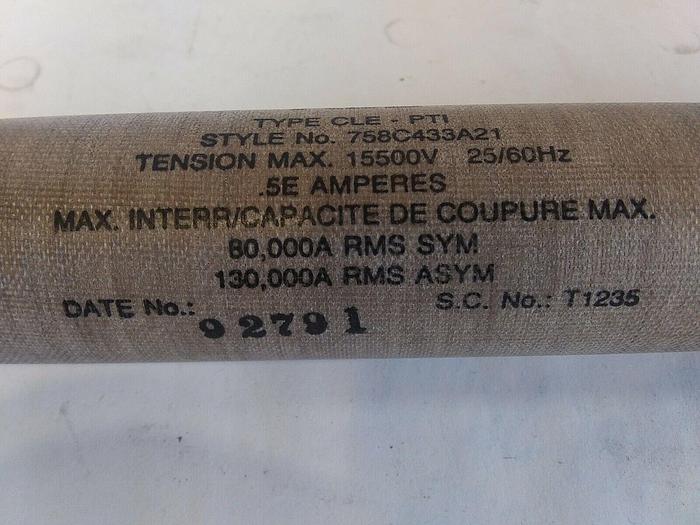 TYPE CLE - PTI
STYLE No. 758C433A21
TENSION MAX. 15500V 25/60Hz
.5E AMPERES
MAX. INTERR/CAPACITE DE COUPURE MAX.
80,000A RMS SYM
130,000A RMS ASYM
DATE No.: 92791 S.C. No.: T1235